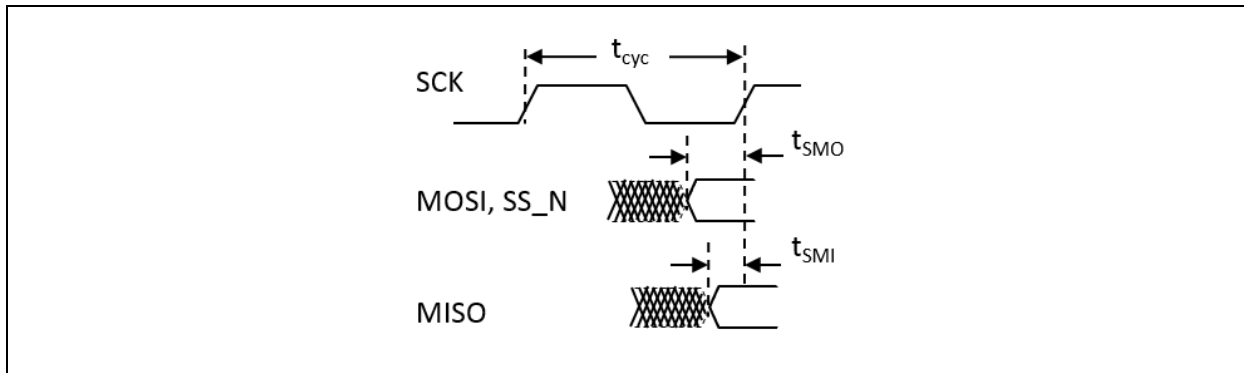 t_cyc
SCK
t_SMO
MOSI, SS_N
t_SMI
MISO